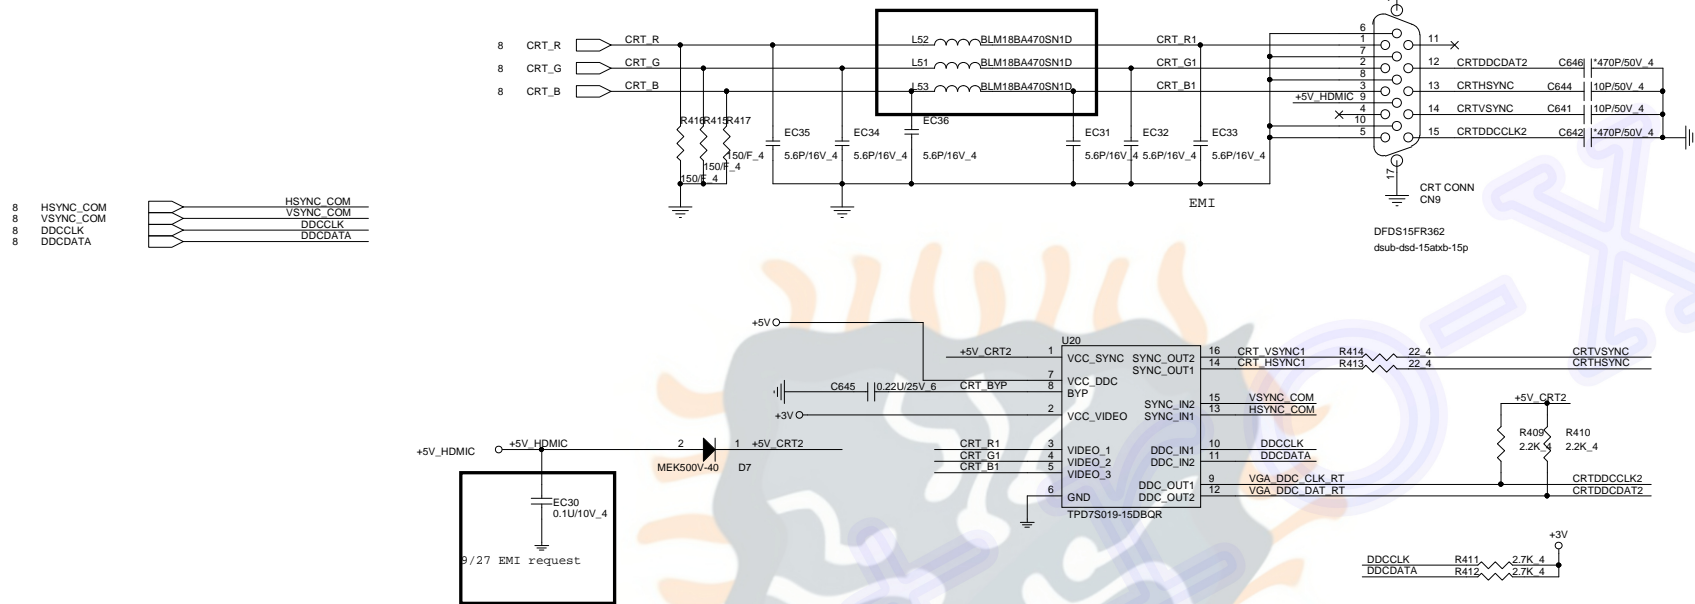 8 CRT_R CRT_R L52 BLM18BA470SN1D CRT_R1
8 CRT_G CRT_G L51 BLM18BA470SN1D CRT_G1
8 CRT_B CRT_B L53 BLM18BA470SN1D CRT_B1
R416 R415 R417
150/F_4
150/F_4
150/F_4
EC35
5.6P/16V_4
EC34
5.6P/16V_4
EC36
5.6P/16V_4
EC31
5.6P/16V_4
EC32
5.6P/16V_4
EC33
5.6P/16V_4
EMI
+5V_HDMIC
6
1
7
2
8
3
9
4
10
5
11
12 CRTDDCDAT2 C646 *470P/50V_4
13 CRTHSYNC C644 10P/50V_4
14 CRTVSYNC C641 10P/50V_4
15 CRTDDCCLK2 C642 *470P/50V_4
17
CRT CONN
CN9
DFDS15FR362
dsub-dsd-15atxb-15p
8 HSYNC_COM HSYNC_COM
8 VSYNC_COM VSYNC_COM
8 DDCCLK DDCCLK
8 DDCDATA DDCDATA
+5V
U20
+5V_CRT2 1 VCC_SYNC
7 VCC_DDC
C645 0.22U/25V_6 CRT_BYP 8 BYP
+3V 2 VCC_VIDEO
CRT_R1 3 VIDEO_1
CRT_G1 4 VIDEO_2
CRT_B1 5 VIDEO_3
6 GND
SYNC_OUT2 16 CRT_VSYNC1 R414 22_4 CRTVSYNC
SYNC_OUT1 14 CRT_HSYNC1 R413 22_4 CRTHSYNC
SYNC_IN2 15 VSYNC_COM
SYNC_IN1 13 HSYNC_COM
DDC_IN1 10 DDCCLK
DDC_IN2 11 DDCDATA
DDC_OUT1 9 VGA_DDC_CLK_RT CRTDDCCLK2
DDC_OUT2 12 VGA_DDC_DAT_RT CRTDDCDAT2
TPD7S019-15DBQR
+5V_CRT2
R409
2.2K_4
R410
2.2K_4
+5V_HDMIC +5V_HDMIC 2 1 +5V_CRT2
MEK500V-40 D7
EC30
0.1U/10V_4
9/27 EMI request
+3V
DDCCLK R411 2.7K_4
DDCDATA R412 2.7K_4